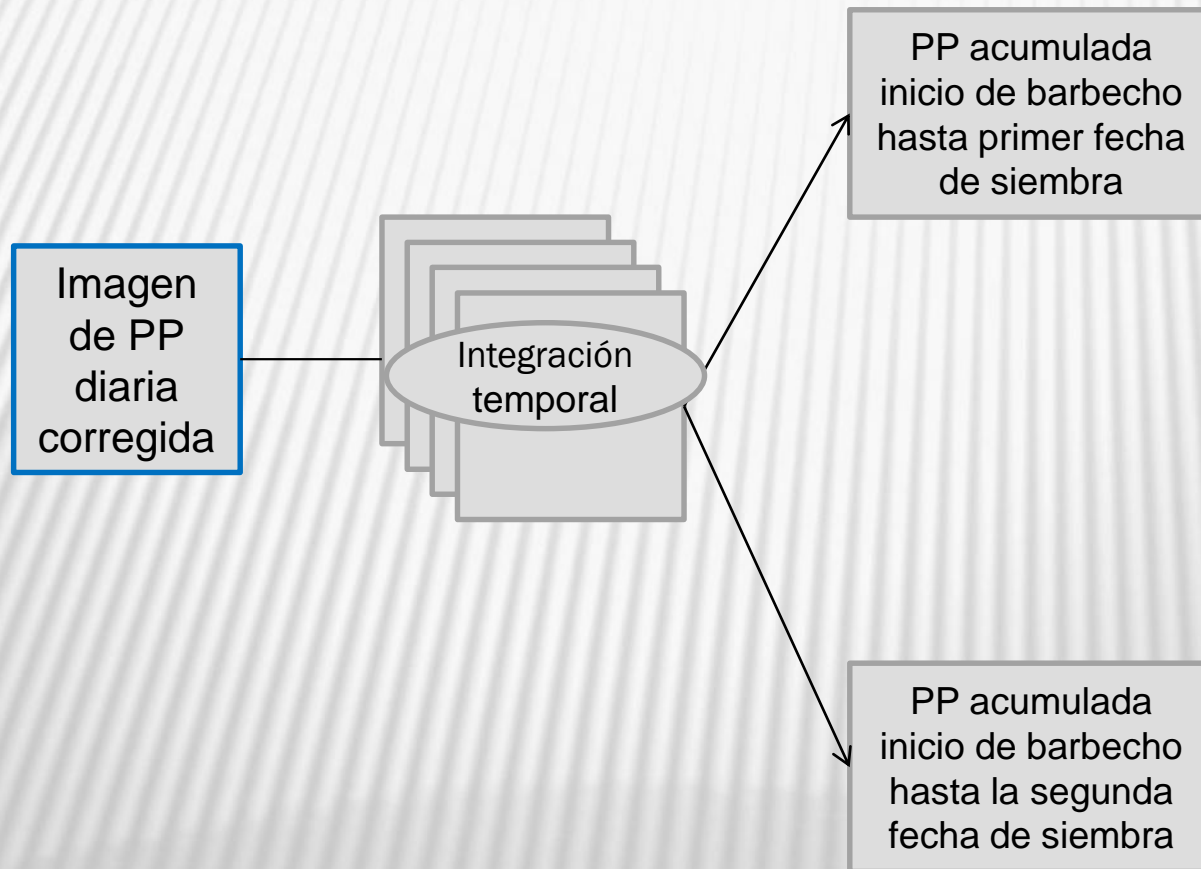 Imagen
de PP
diaria
corregida
Integración
temporal
PP acumulada
inicio de barbecho
hasta primer fecha
de siembra
PP acumulada
inicio de barbecho
hasta la segunda
fecha de siembra